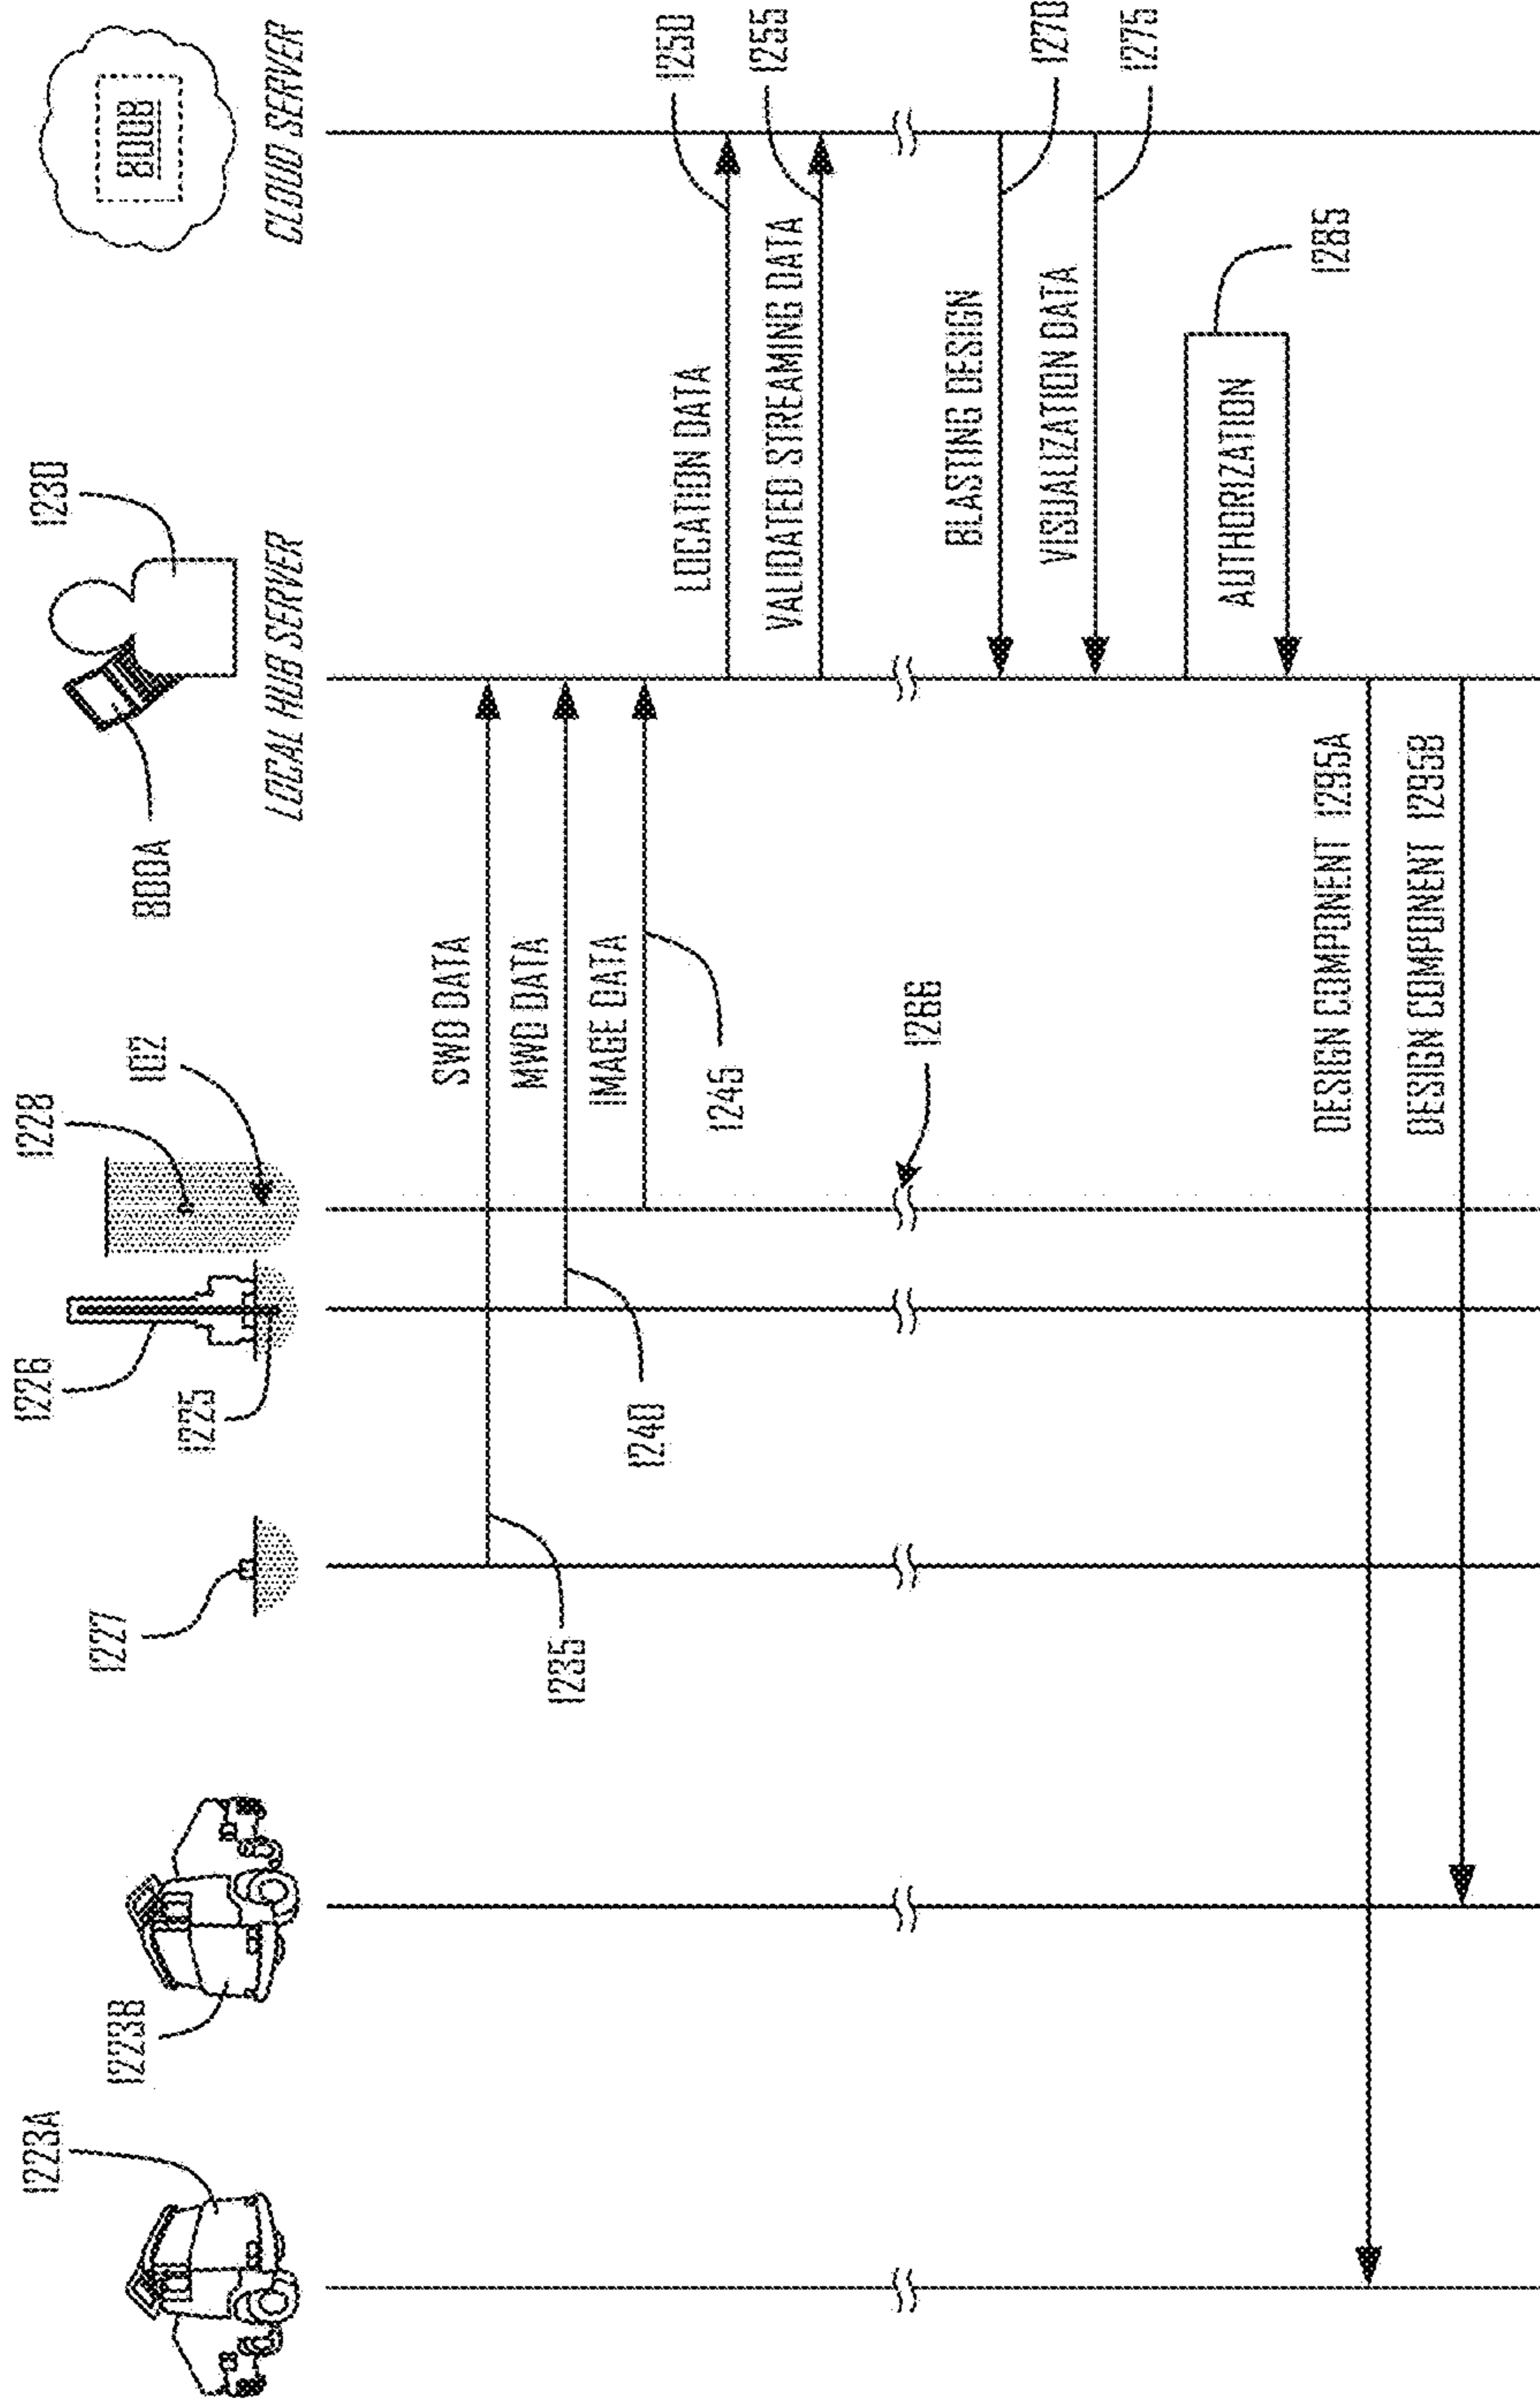 1223A
1223B
1227
1226
1225
1228
102
800A
1230
LOCAL HUB SERVER
800B
CLOUD SERVER
SWD DATA
1235
MWD DATA
1240
IMAGE DATA
1245
LOCATION DATA
1250
VALIDATED STREAMING DATA
1255
1266
BLASTING DESIGN
1270
VISUALIZATION DATA
1275
AUTHORIZATION
1285
DESIGN COMPONENT 1295A
DESIGN COMPONENT 1295B